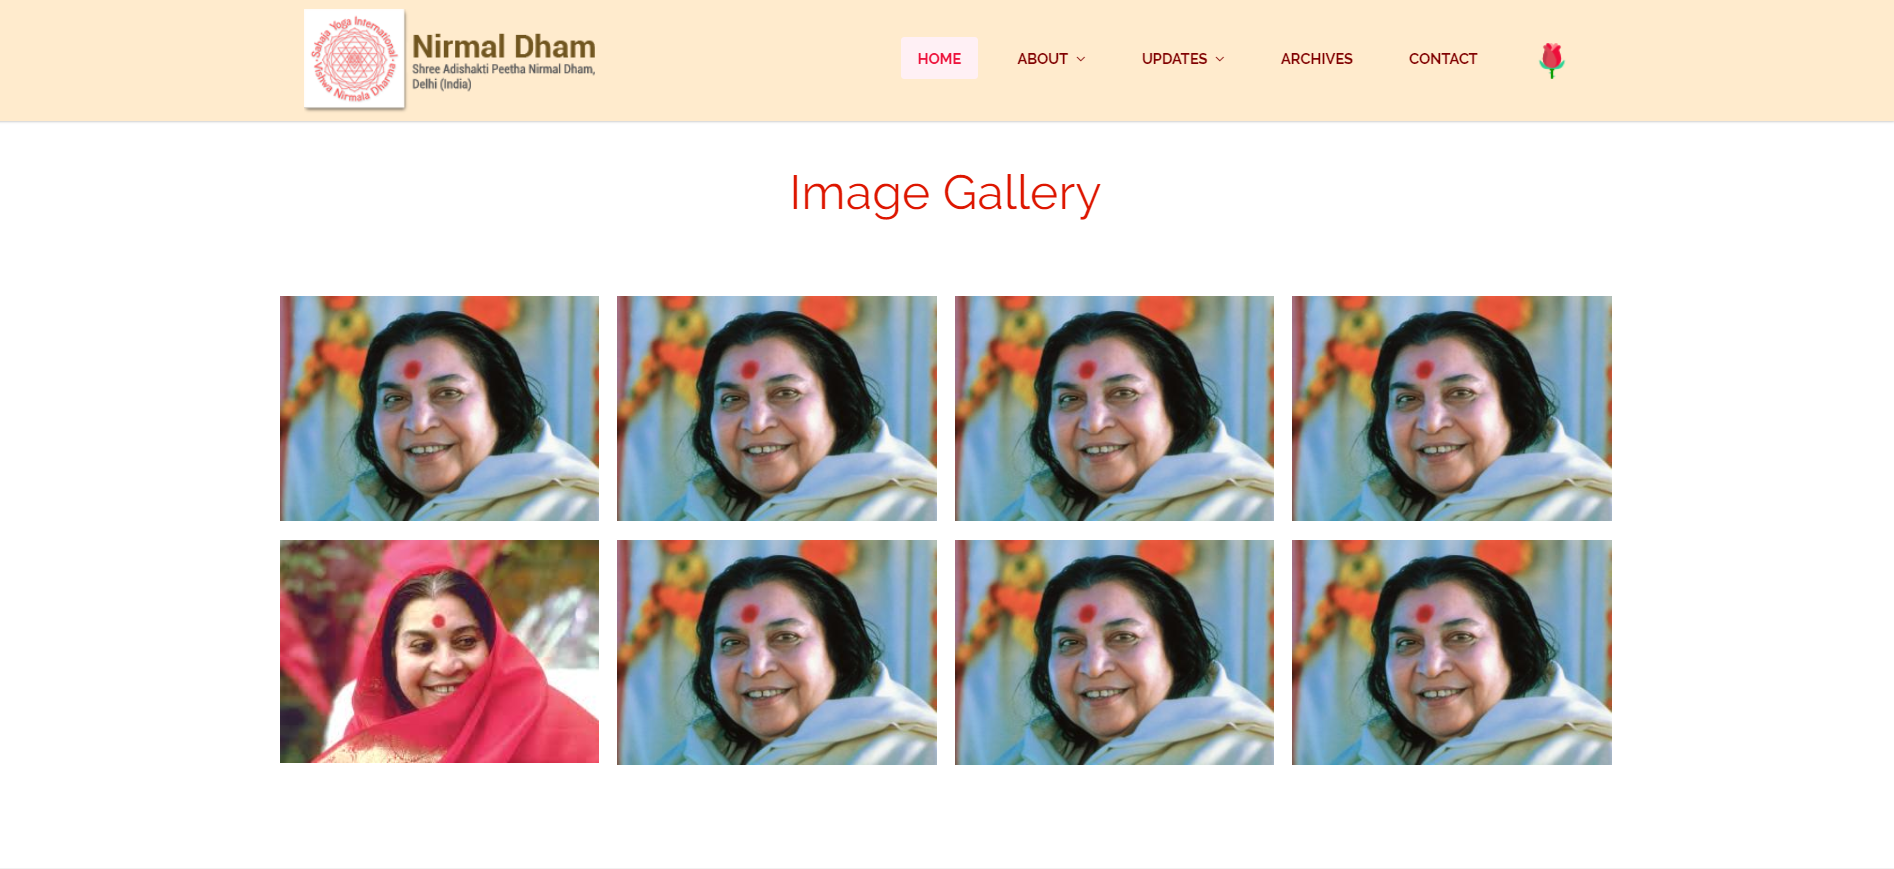 Sahaja Yoga International
Vishwa Nirmala Dharma
Nirmal Dham
Shree Adishakti Peetha Nirmal Dham,
Delhi (India)
HOME
ABOUT
UPDATES
ARCHIVES
CONTACT
Image Gallery